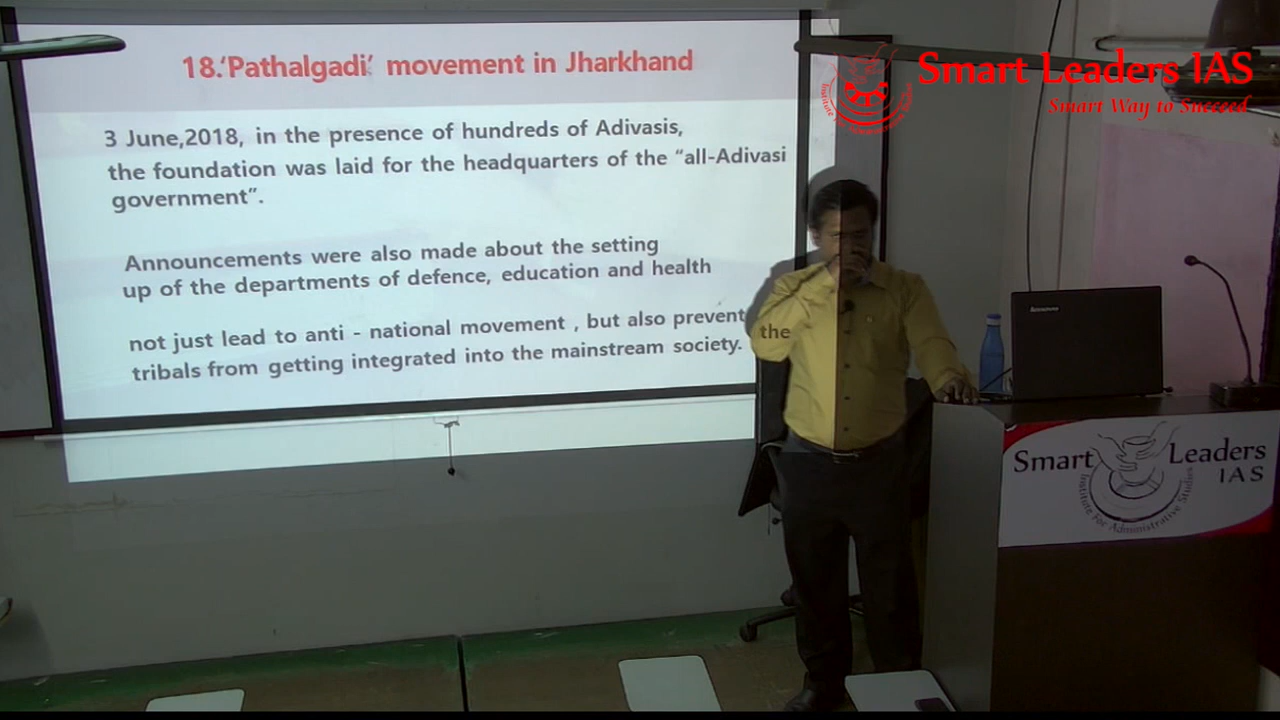 18.‘Pathalgadi’ movement in Jharkhand
3 June,2018, in the presence of hundreds of Adivasis,
the foundation was laid for the headquarters of the “all-Adivasi
government”.
Announcements were also made about the setting
up of the departments of defence, education and health
not just lead to anti - national movement , but also prevent the
tribals from getting integrated into the mainstream society.
Smart Leaders IAS
Smart Way to Succeed
lenovo
Smart Leaders
IAS
Institute For Administrative Studies